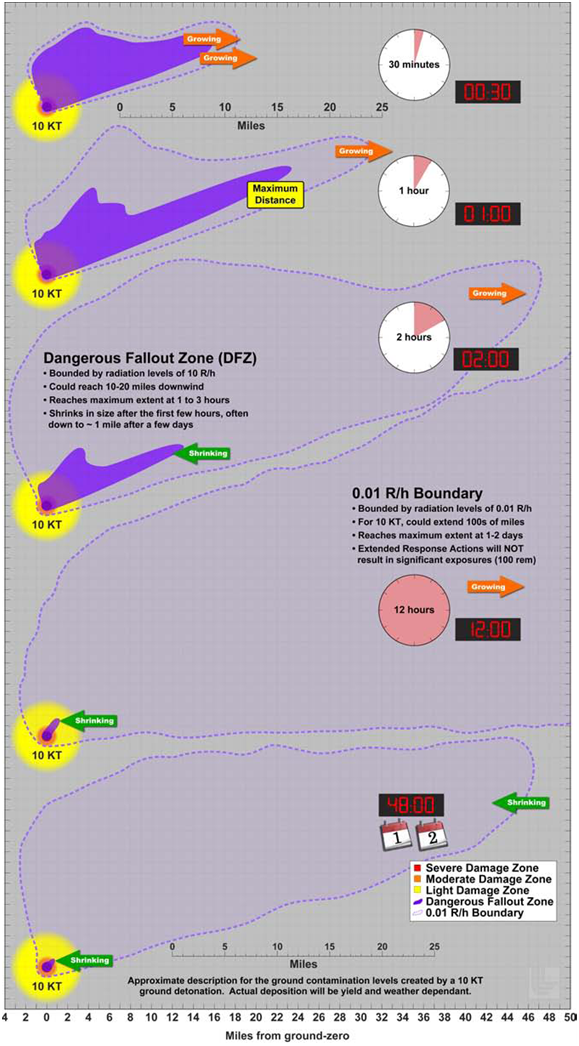 Growing
Growing
30 minutes
00:30
10 KT
0 5 10 15 20 25
Miles
Growing
1 hour
Maximum
Distance
01:00
10 KT
Growing
2 hours
02:00
Dangerous Fallout Zone (DFZ)
• Bounded by radiation levels of 10 R/h
• Could reach 10-20 miles downwind
• Reaches maximum extent at 1 to 3 hours
• Shrinks in size after the first few hours, often
down to ~ 1 mile after a few days
Shrinking
10 KT
0.01 R/h Boundary
• Bounded by radiation levels of 0.01 R/h
• For 10 KT, could extend 100s of miles
• Reaches maximum extent at 1-2 days
• Extended Response Actions will NOT
result in significant exposures (100 rem)
Growing
12 hours
12:00
Shrinking
10 KT
48:00
Shrinking
1 2
Severe Damage Zone
Moderate Damage Zone
Light Damage Zone
Dangerous Fallout Zone
0.01 R/h Boundary
Shrinking
0 5 10 15 20 25
Miles
10 KT
Approximate description for the ground contamination levels created by a 10 KT
ground detonation. Actual deposition will be yield and weather dependant.
4 2 0 2 4 6 8 10 12 14 16 18 20 22 24 26 28 30 32 34 36 38 40 42 44 46 48 50
Miles from ground-zero